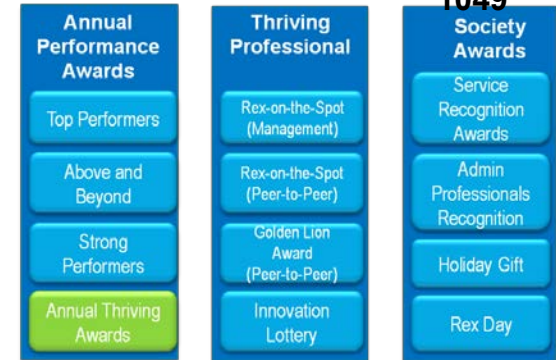 Annual
Performance
Awards
Top Performers
Above and
Beyond
Strong
Performers
Annual Thriving
Awards
Thriving
Professional
Rex-on-the-Spot
(Management)
Rex-on-the-Spot
(Peer-to-Peer)
Golden Lion
Award
(Peer-to-Peer)
Innovation
Lottery
1049
Society
Awards
Service
Recognition
Awards
Admin
Professionals
Recognition
Holiday Gift
Rex Day